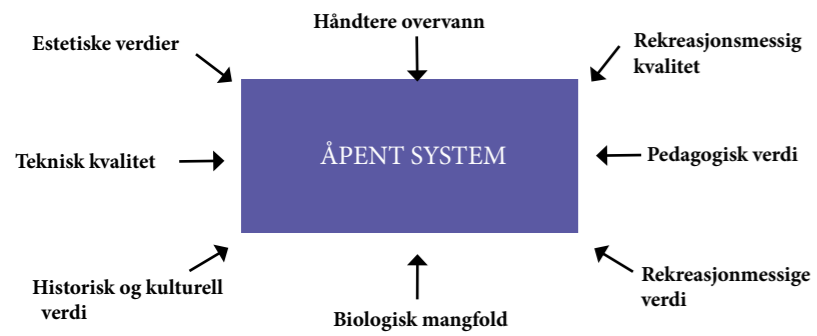 Håndtere overvann
Estetiske verdier
Rekreasjonsmessig
kvalitet
Teknisk kvalitet
ÅPENT SYSTEM
Pedagogisk verdi
Historisk og kulturell
verdi
Biologisk mangfold
Rekreasjonmessige
verdi